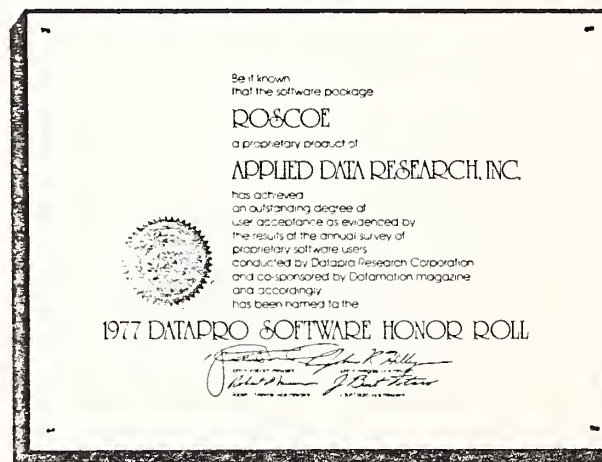 Be it known
that the software package
ROSCOE
a proprietary product of
APPLIED DATA RESEARCH, INC.
has achieved
an outstanding degree of
user acceptance as evidenced by
the results of the annual survey of
proprietary software users
conducted by Datapro Research Corporation
and co-sponsored by Datamation magazine
and accordingly
has been named to the
1977 DATAPRO SOFTWARE HONOR ROLL